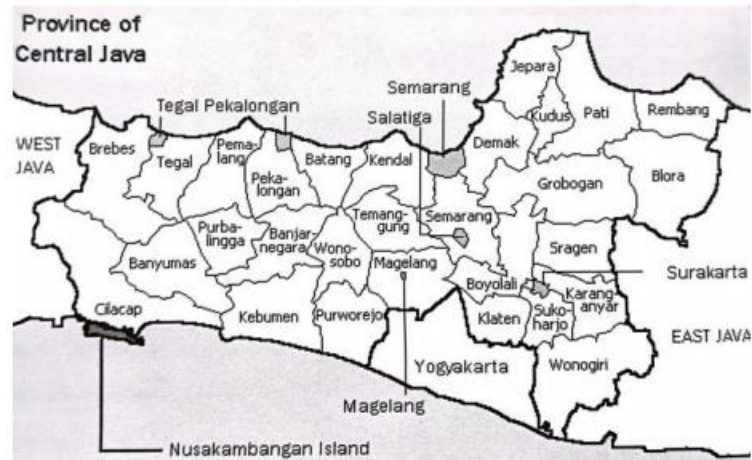 Province of
Central Java
Jepara
Semarang
Tegal Pekalongan
Salatiga
Kudus
Pati
Rembang
WEST
JAVA
Brebes
Tegal
Pema-
lang
Peka-
longan
Batang
Kendal
Demak
Grobogan
Blora
Purba-
lingga
Banjar-
negara
Wono-
sobo
Temang-
gung
Semarang
Banyumas
Magelang
Sragen
Boyolali
Surakarta
Cilacap
Kebumen
Purworejo
Klaten
Suko-
harjo
Karang-
anyar
EAST JAVA
Yogyakarta
Wonogiri
Magelang
Nusakambangan Island